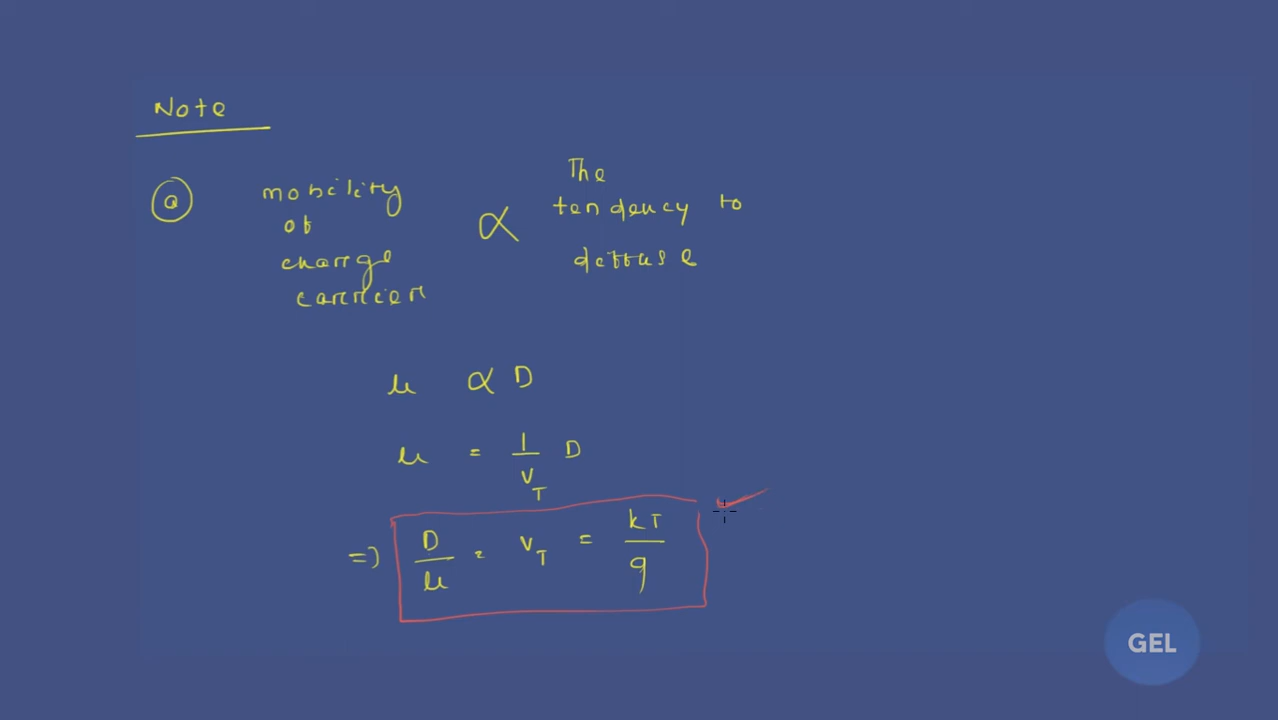 Note
(a) mobility of charge carrier ∝ The tendency to diffuse
μ ∝ D
μ = 1/V_T D
=> D/μ = V_T = kT/q
GEL